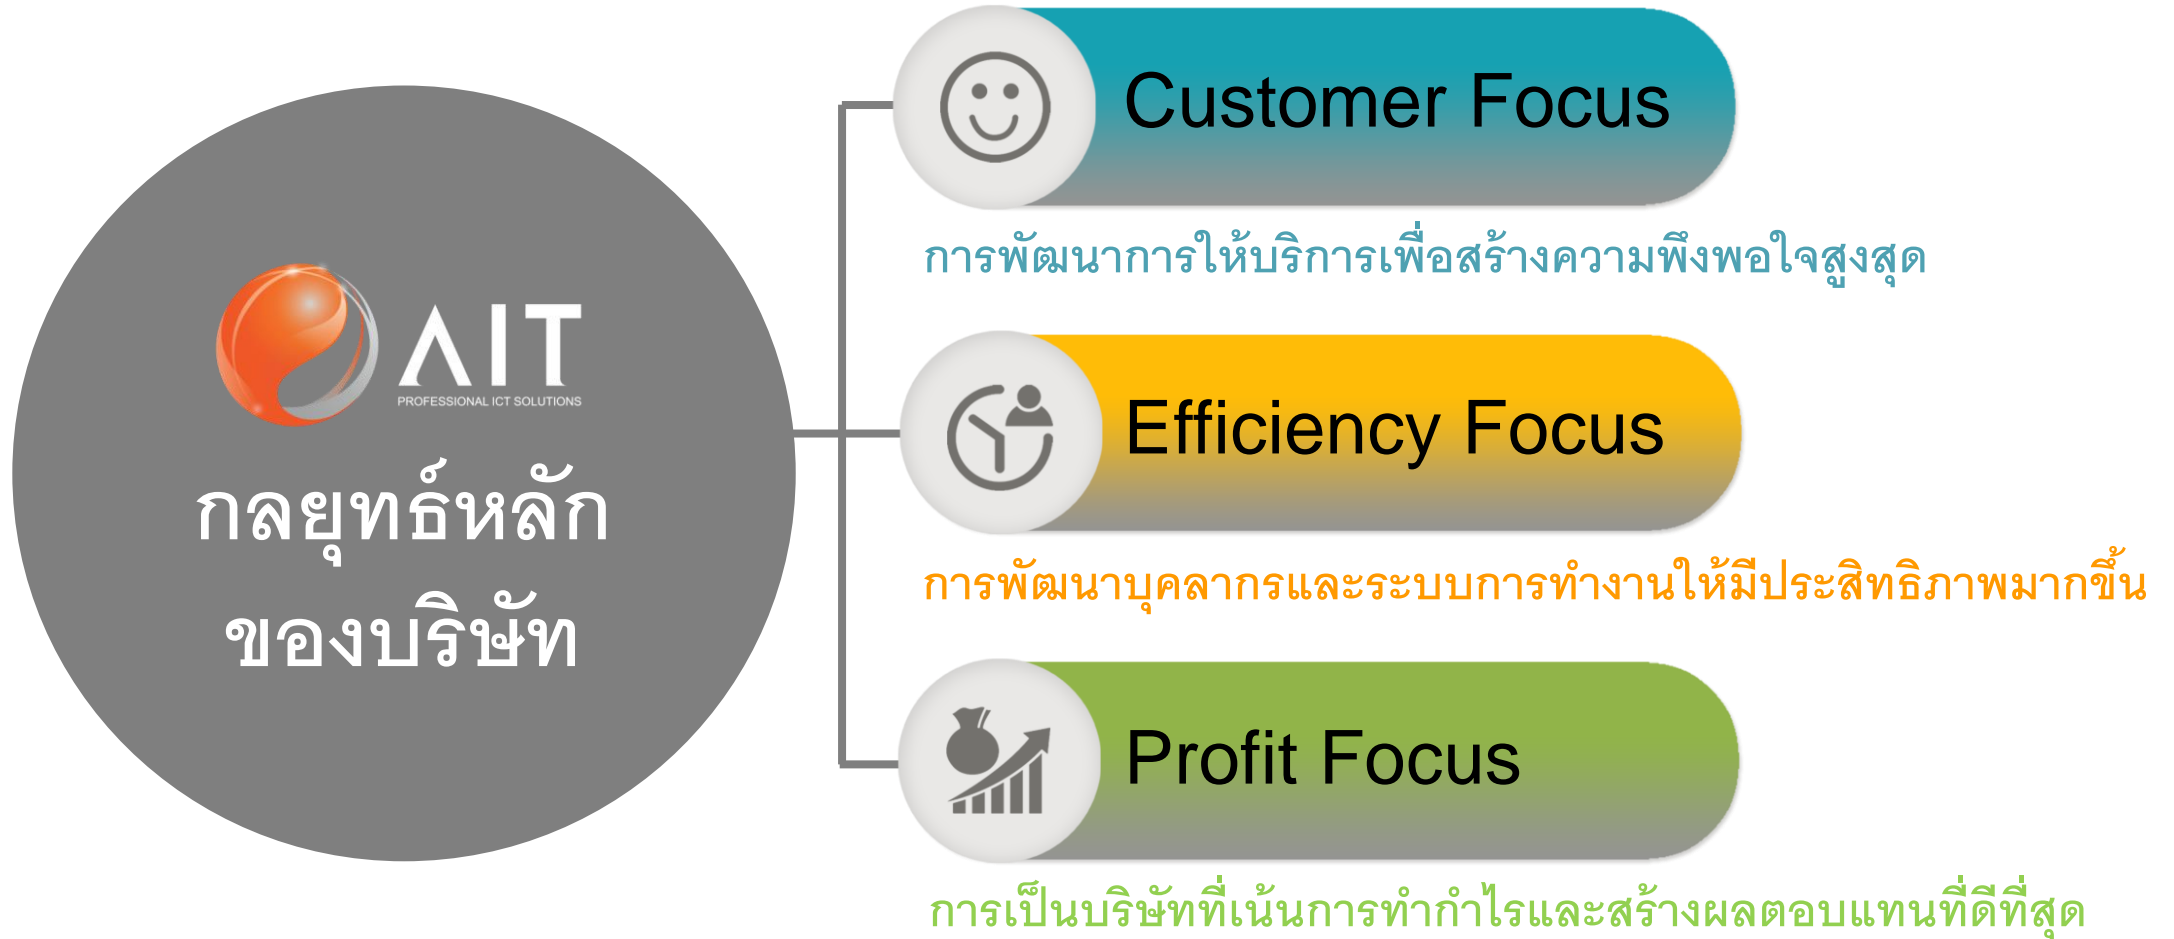 AIT
PROFESSIONAL ICT SOLUTIONS
กลยุทธ์หลัก
ของบริษัท
Customer Focus
การพัฒนาการให้บริการเพื่อสร้างความพึงพอใจสูงสุด
Efficiency Focus
การพัฒนาบุคลากรและระบบการทำงานให้มีประสิทธิภาพมากขึ้น
Profit Focus
การเป็นบริษัทที่เน้นการทำกำไรและสร้างผลตอบแทนที่ดีที่สุด